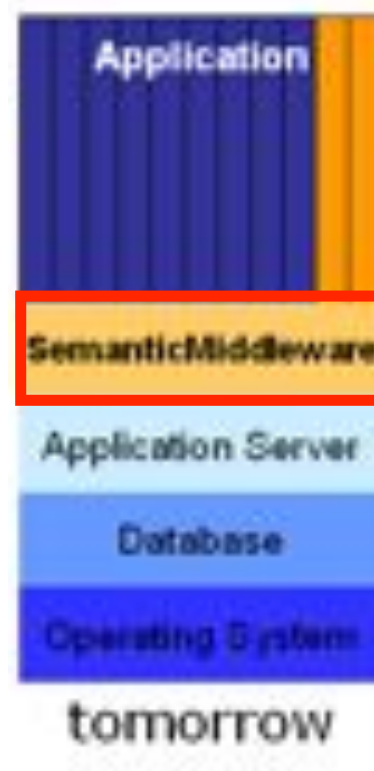 Application
SemanticMiddleware
Application Server
Database
Operating System
tomorrow